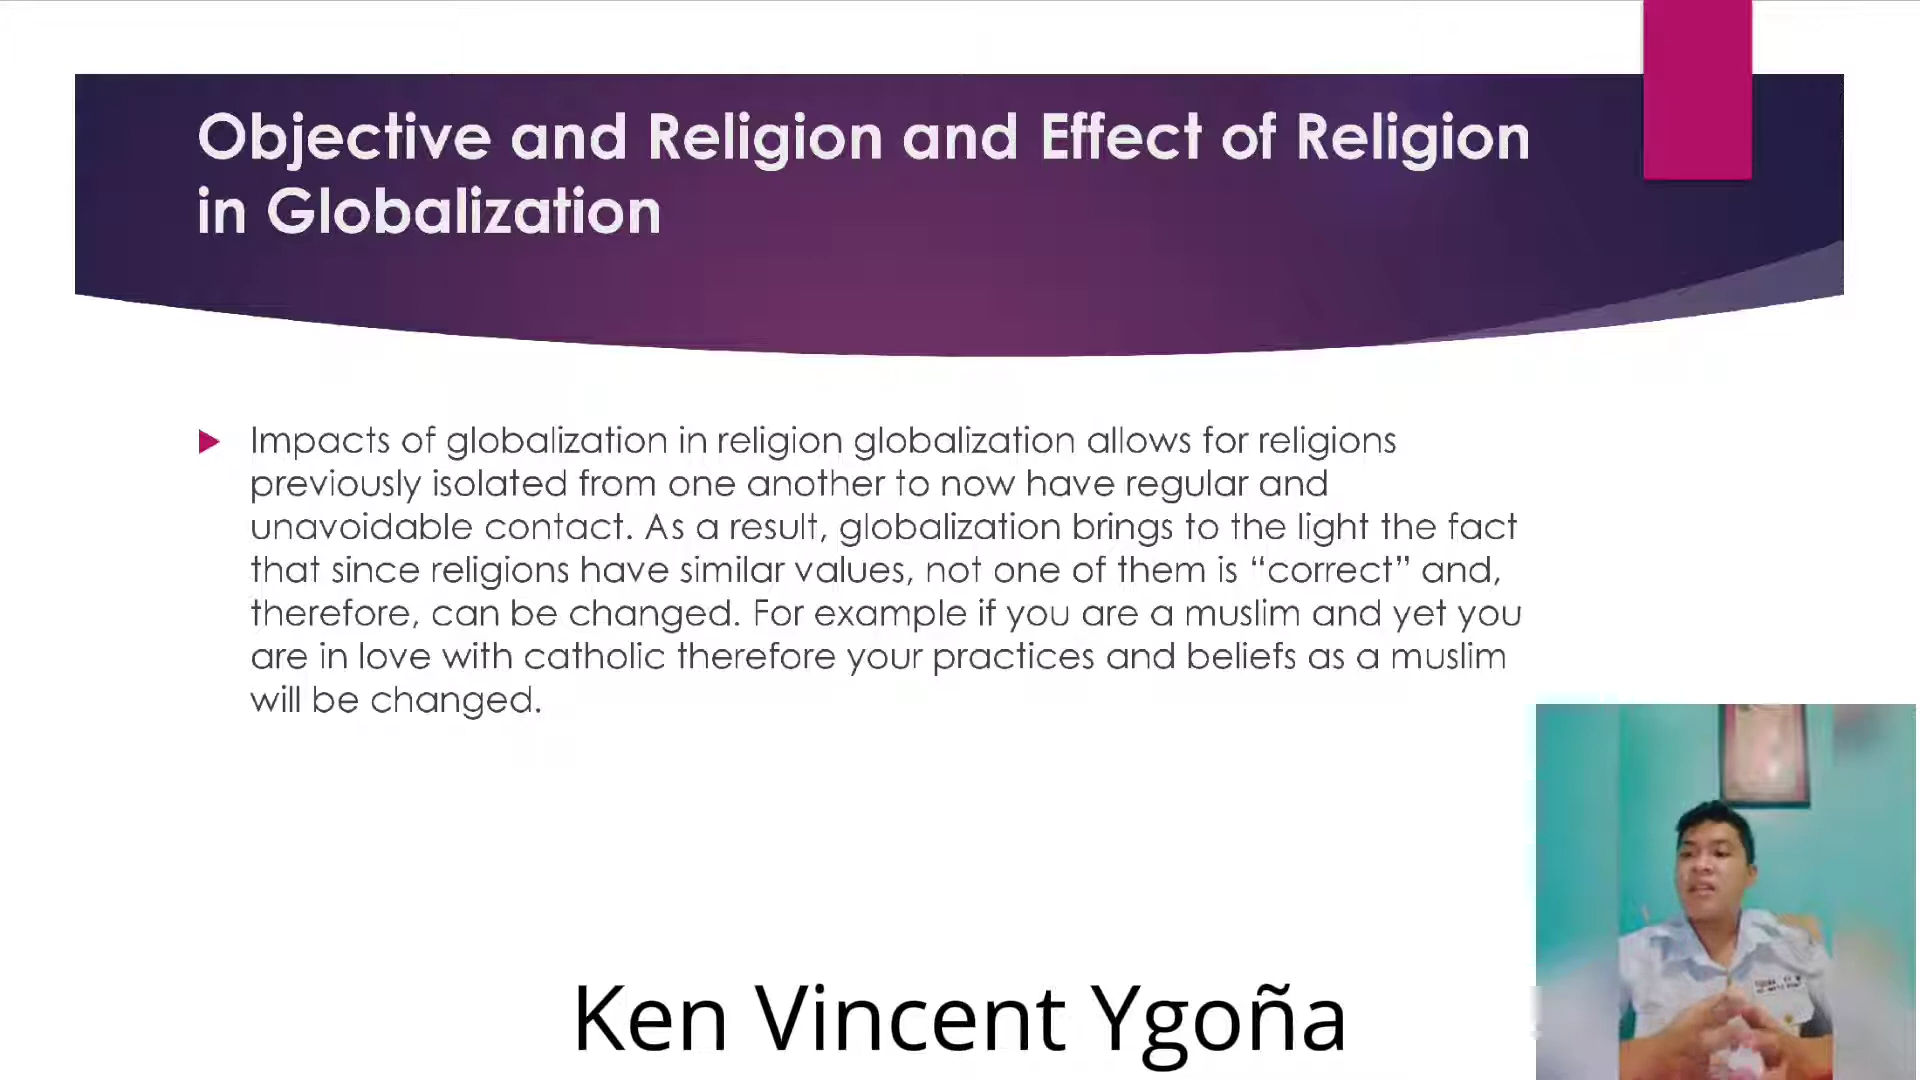 Objective and Religion and Effect of Religion
in Globalization
Impacts of globalization in religion globalization allows for religions
previously isolated from one another to now have regular and
unavoidable contact. As a result, globalization brings to the light the fact
that since religions have similar values, not one of them is “correct” and,
therefore, can be changed. For example if you are a muslim and yet you
are in love with catholic therefore your practices and beliefs as a muslim
will be changed.
Ken Vincent Ygoña